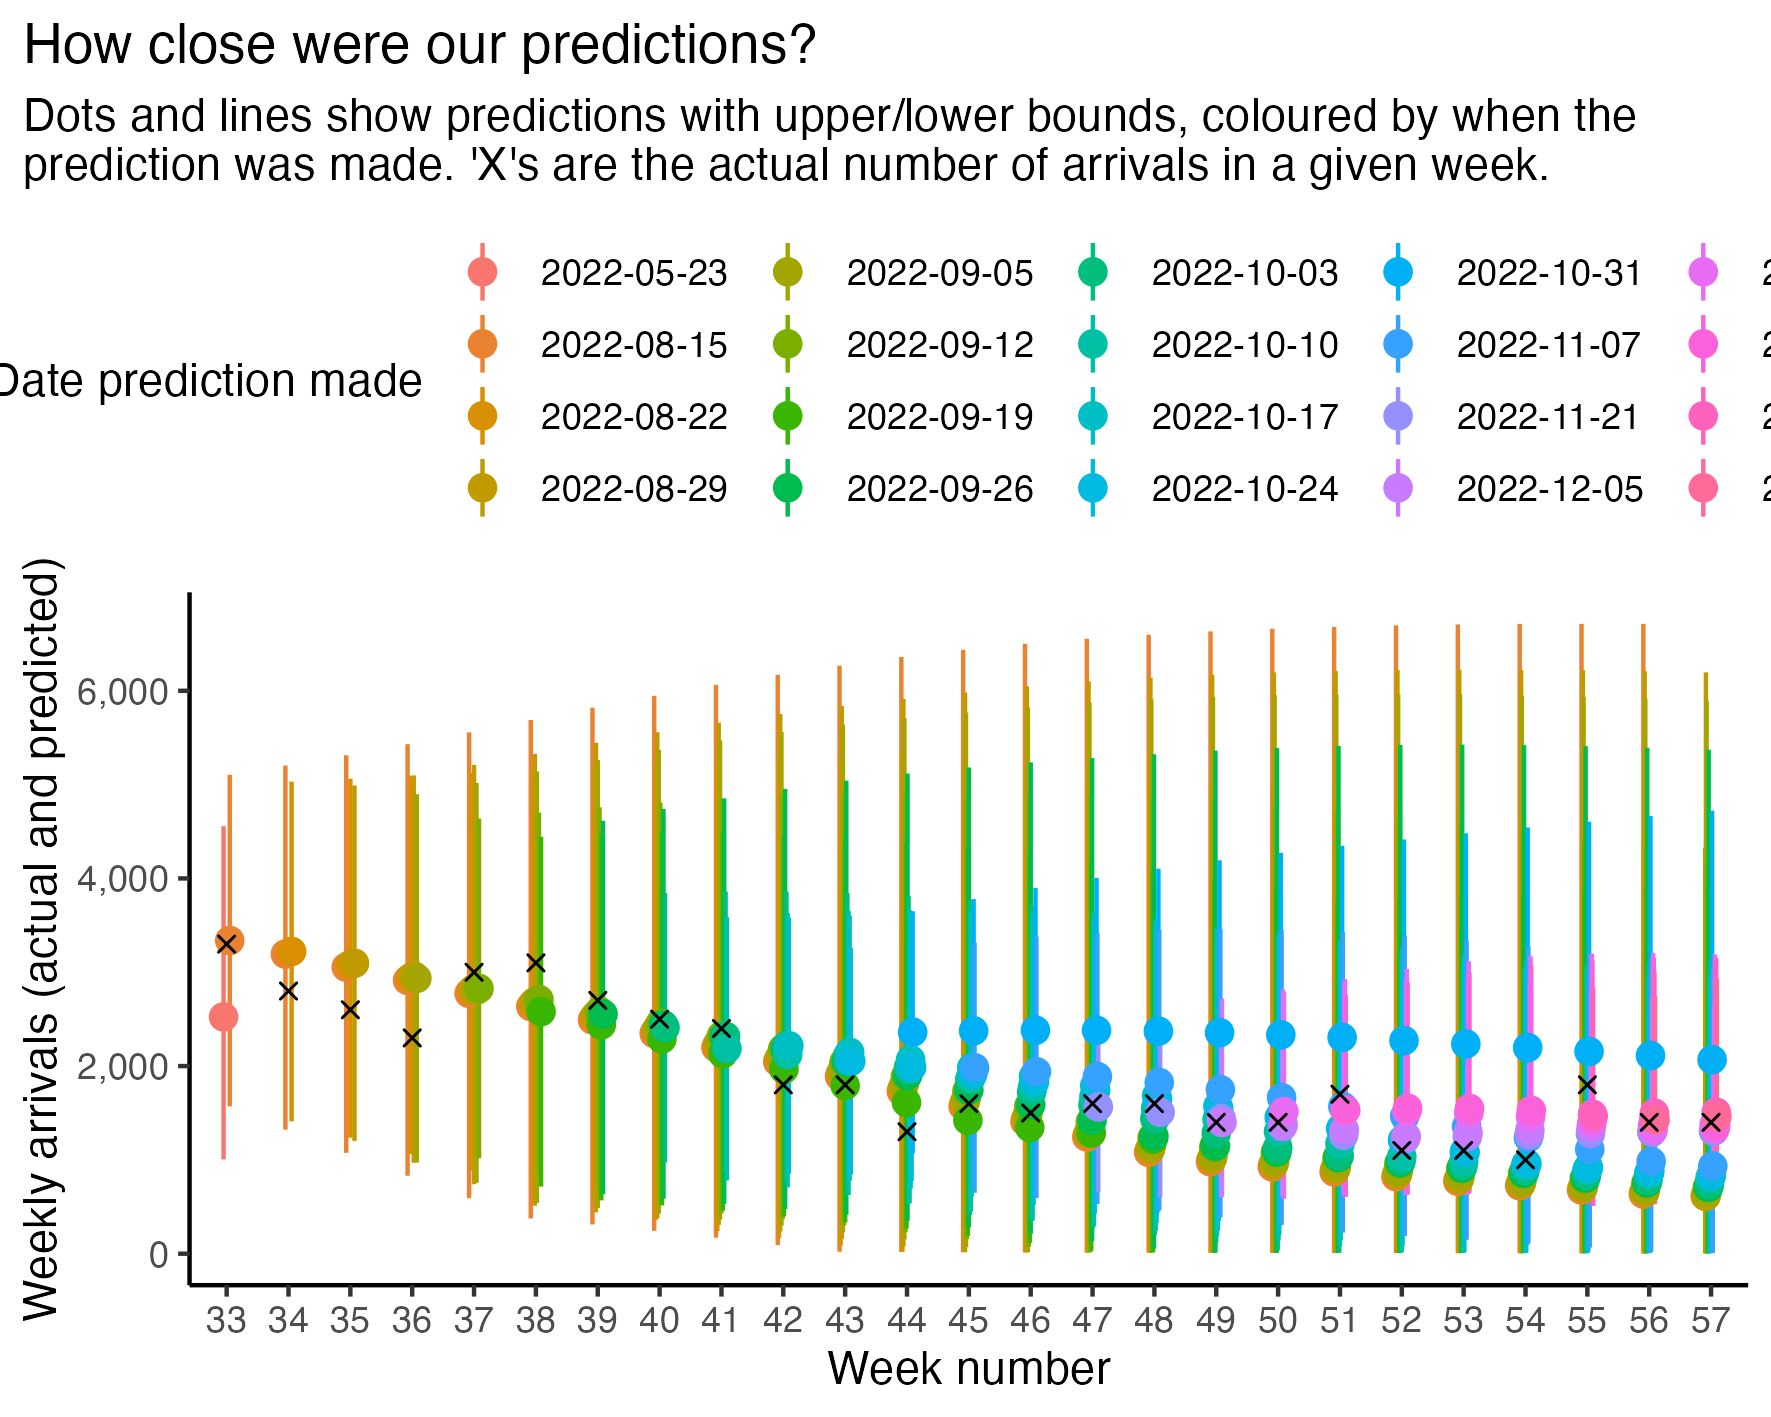 How close were our predictions?
Dots and lines show predictions with upper/lower bounds, coloured by when the
prediction was made. 'X's are the actual number of arrivals in a given week.
Date prediction made
2022-05-23 2022-09-05 2022-10-03 2022-10-31
2022-08-15 2022-09-12 2022-10-10 2022-11-07
2022-08-22 2022-09-19 2022-10-17 2022-11-21
2022-08-29 2022-09-26 2022-10-24 2022-12-05
Weekly arrivals (actual and predicted)
6,000
4,000
2,000
0
33 34 35 36 37 38 39 40 41 42 43 44 45 46 47 48 49 50 51 52 53 54 55 56 57
Week number